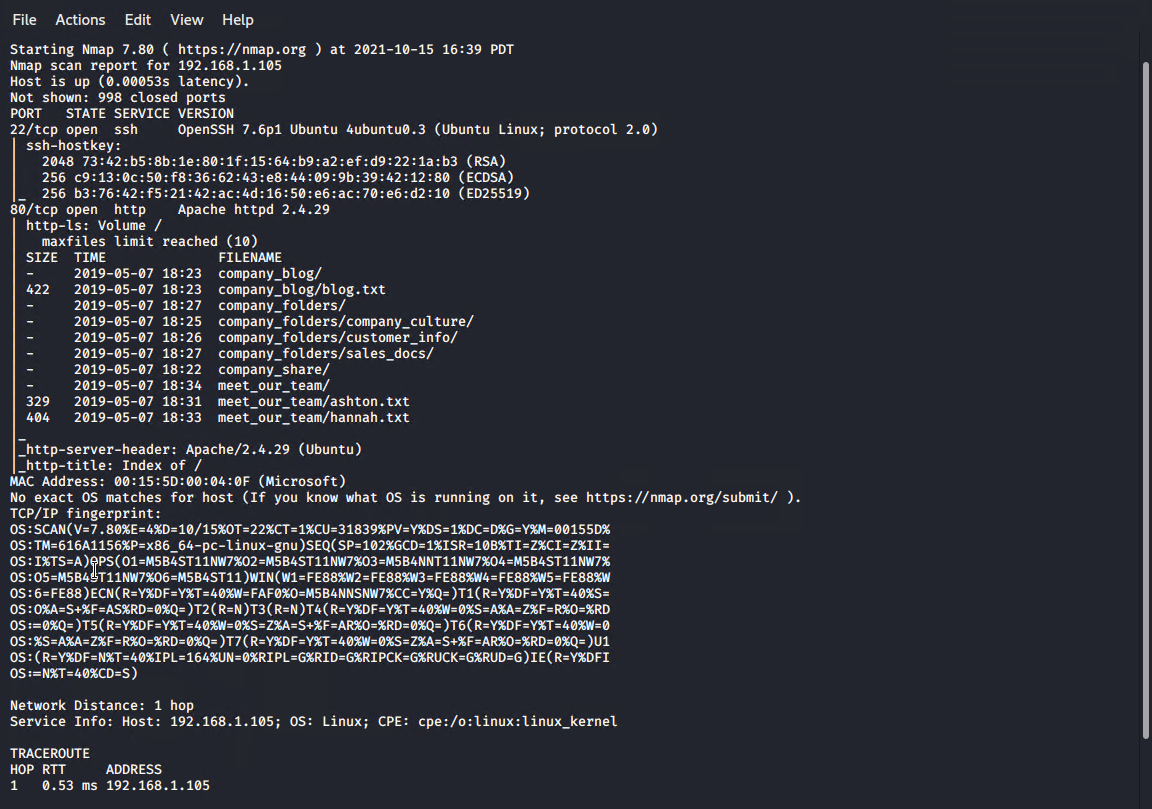 File Actions Edit View Help
Starting Nmap 7.80 ( https://nmap.org ) at 2021-10-15 16:39 PDT
Nmap scan report for 192.168.1.105
Host is up (0.00053s latency).
Not shown: 998 closed ports
PORT   STATE SERVICE VERSION
22/tcp open  ssh     OpenSSH 7.6p1 Ubuntu 4ubuntu0.3 (Ubuntu Linux; protocol 2.0)
| ssh-hostkey:
|   2048 73:42:b5:8b:1e:80:1f:15:64:b9:a2:ef:d9:22:1a:b3 (RSA)
|   256 c9:13:0c:50:f8:36:62:43:e8:44:09:9b:39:42:12:80 (ECDSA)
|_  256 b3:76:42:f5:21:42:ac:4d:16:50:e6:ac:70:e6:d2:10 (ED25519)
80/tcp open  http    Apache httpd 2.4.29
| http-ls: Volume /
|   maxfiles limit reached (10)
| SIZE  TIME              FILENAME
| -     2019-05-07 18:23  company_blog/
| 422   2019-05-07 18:23  company_blog/blog.txt
| -     2019-05-07 18:27  company_folders/
| -     2019-05-07 18:25  company_folders/company_culture/
| -     2019-05-07 18:26  company_folders/customer_info/
| -     2019-05-07 18:27  company_folders/sales_docs/
| -     2019-05-07 18:22  company_share/
| -     2019-05-07 18:34  meet_our_team/
| 329   2019-05-07 18:31  meet_our_team/ashton.txt
| 404   2019-05-07 18:33  meet_our_team/hannah.txt
|_
|_http-server-header: Apache/2.4.29 (Ubuntu)
|_http-title: Index of /
MAC Address: 00:15:5D:00:04:0F (Microsoft)
No exact OS matches for host (If you know what OS is running on it, see https://nmap.org/submit/ ).
TCP/IP fingerprint:
OS:SCAN(V=7.80%E=4%D=10/15%OT=22%CT=1%CU=31839%PV=Y%DS=1%DC=D%G=Y%M=00155D%
OS:TM=616A1156%P=x86_64-pc-linux-gnu)SEQ(SP=102%GCD=1%ISR=10B%TI=Z%CI=Z%II=
OS:I%TS=A)OPS(O1=M5B4ST11NW7%O2=M5B4ST11NW7%O3=M5B4NNT11NW7%O4=M5B4ST11NW7%
OS:O5=M5B4ST11NW7%O6=M5B4ST11)WIN(W1=FE88%W2=FE88%W3=FE88%W4=FE88%W5=FE88%W
OS:6=FE88)ECN(R=Y%DF=Y%T=40%W=FAF0%O=M5B4NNSNW7%CC=Y%Q=)T1(R=Y%DF=Y%T=40%S=
OS:O%A=S+%F=AS%RD=0%Q=)T2(R=N)T3(R=N)T4(R=Y%DF=Y%T=40%W=0%S=A%A=Z%F=R%O=%RD
OS:=0%Q=)T5(R=Y%DF=Y%T=40%W=0%S=Z%A=S+%F=AR%O=%RD=0%Q=)T6(R=Y%DF=Y%T=40%W=0
OS:%S=A%A=Z%F=R%O=%RD=0%Q=)T7(R=Y%DF=Y%T=40%W=0%S=Z%A=S+%F=AR%O=%RD=0%Q=)U1
OS:(R=Y%DF=N%T=40%IPL=164%UN=0%RIPL=G%RID=G%RIPCK=G%RUCK=G%RUD=G)IE(R=Y%DFI
OS:=N%T=40%CD=S)
Network Distance: 1 hop
Service Info: Host: 192.168.1.105; OS: Linux; CPE: cpe:/o:linux:linux_kernel
TRACEROUTE
HOP RTT     ADDRESS
1   0.53 ms 192.168.1.105